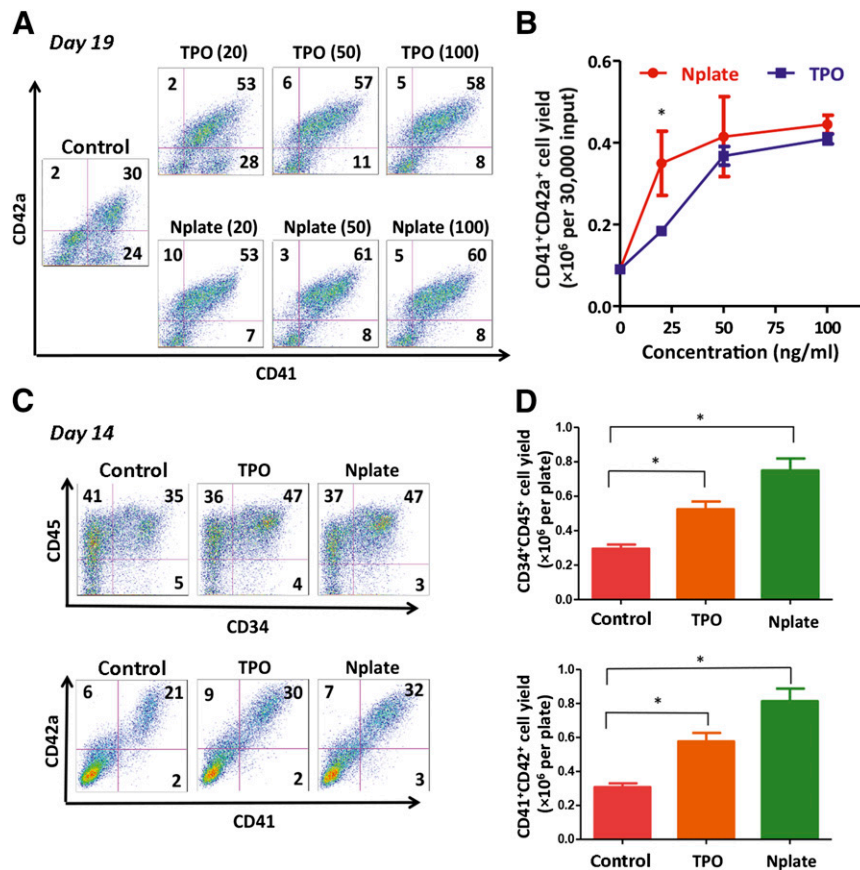 A
Day 19
TPO (20) TPO (50) TPO (100)
2 53 6 57 5 58
28 11 8
Control
2 30
24
Nplate (20) Nplate (50) Nplate (100)
10 53 3 61 5 60
7 8 8
CD42a
CD41
B
Nplate TPO
*
0.6
0.4
0.2
0.0
0 25 50 75 100
CD41+CD42a+ cell yield
(×10⁶ per 30,000 input)
Concentration (ng/ml)
C
Day 14
Control TPO Nplate
41 35 36 47 37 47
5 4 3
CD45
CD34
Control TPO Nplate
6 21 9 30 7 32
2 2 3
CD42a
CD41
D
*
*
1.0
0.8
0.6
0.4
0.2
0.0
CD34⁺CD45⁺ cell yield
(×10⁶ per plate)
Control TPO Nplate
*
*
1.0
0.8
0.6
0.4
0.2
0.0
CD41⁺CD42⁺ cell yield
(×10⁶ per plate)
Control TPO Nplate